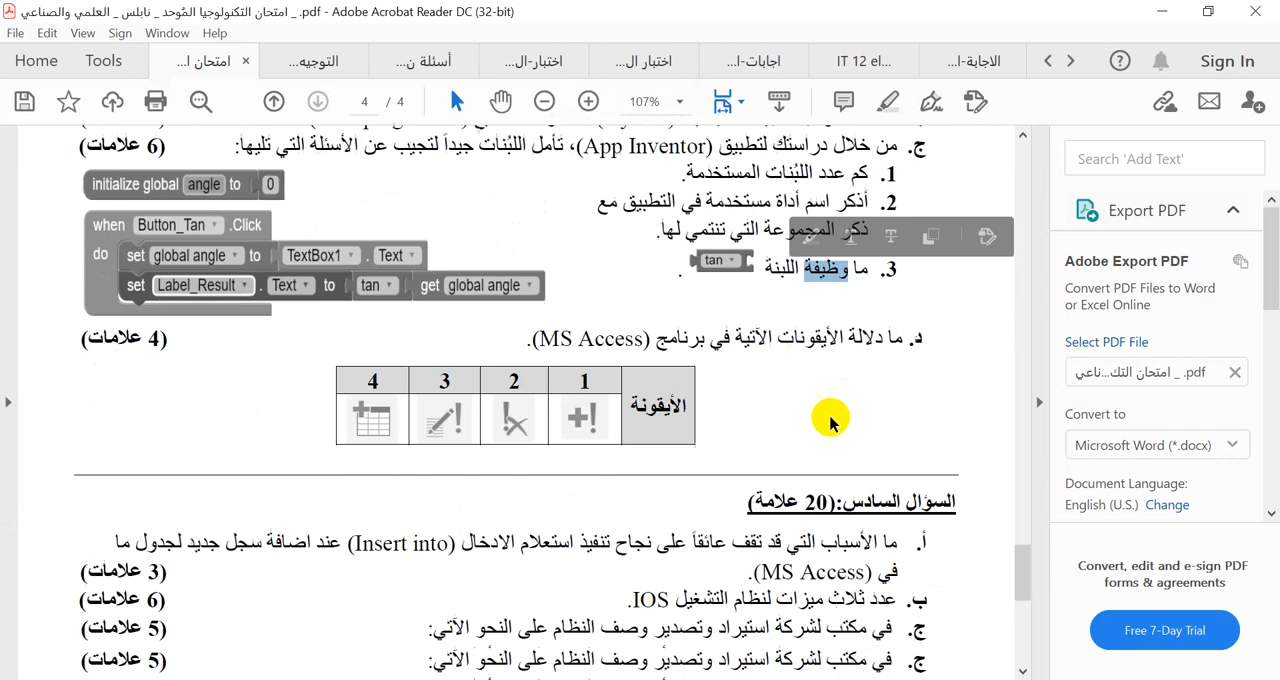 امتحان التكنولوجيا المُوحد _ نابلس _ العلمي والصناعي _ .pdf - Adobe Acrobat Reader DC (32-bit)
File Edit View Sign Window Help
Home Tools امتحان ا... التوجيه... أسئلة ن... اختبار-ال... اختبار ال... اجابات-ا... IT 12 el... الاجابة-ا... Sign In
4 / 4 107%
ج. من خلال دراستك لتطبيق (App Inventor)، تأمل اللبُنات جيداً لتجيب عن الأسئلة التي تليها: (6 علامات)
1. كم عدد اللبُنات المستخدمة.
2. أذكر اسم أداة مستخدمة في التطبيق مع
ذكر المجموعة التي تنتمي لها.
3. ما وظيفة اللبنة tan .
initialize global angle to 0
when Button_Tan .Click
do set global angle to TextBox1 . Text
set Label_Result . Text to tan get global angle
د. ما دلالة الأيقونات الآتية في برنامج (MS Access). (4 علامات)
الأيقونة 1 2 3 4
السؤال السادس:(20 علامة)
أ. ما الأسباب التي قد تقف عائقاً على نجاح تنفيذ استعلام الادخال (Insert into) عند اضافة سجل جديد لجدول ما
في (MS Access). (3 علامات)
ب. عدد ثلاث ميزات لنظام التشغيل IOS. (6 علامات)
ج. في مكتب لشركة استيراد وتصدير وصف النظام على النحو الآتي: (5 علامات)
ج. في مكتب لشركة استيراد وتصدير وصف النظام على النحو الآتي: (5 علامات)
Search 'Add Text'
Export PDF
Adobe Export PDF
Convert PDF Files to Word
or Excel Online
Select PDF File
امتحان التك...ناعي _ .pdf
Convert to
Microsoft Word (*.docx)
Document Language:
English (U.S.) Change
Convert, edit and e-sign PDF
forms & agreements
Free 7-Day Trial